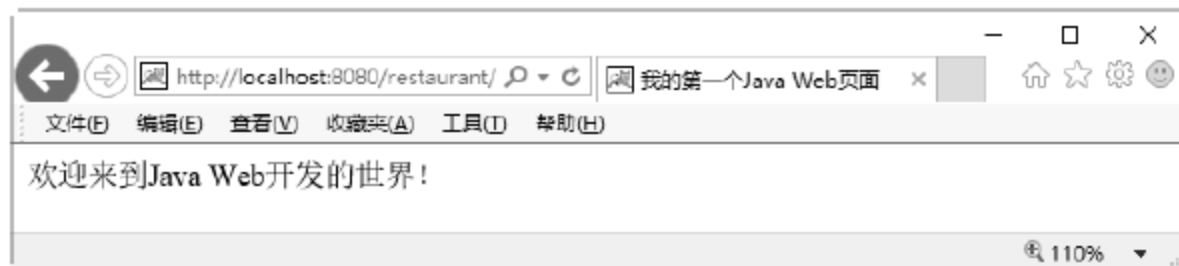 http://localhost:8080/restaurant/ 我的第一个Java Web页面
文件(F) 编辑(E) 查看(V) 收藏夹(A) 工具(T) 帮助(H)
欢迎来到Java Web开发的世界！
110%